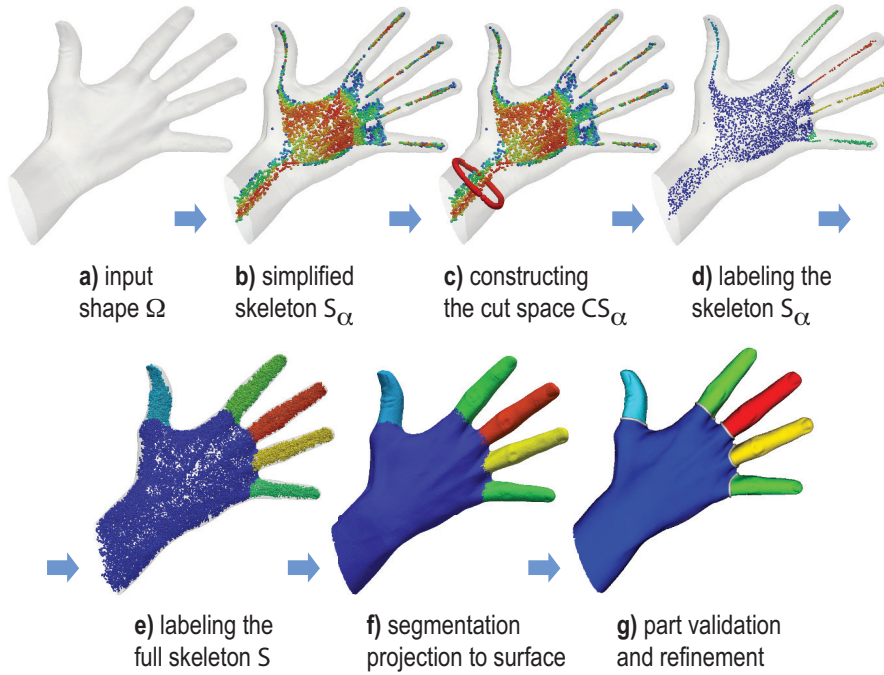 a) input
shape Ω
b) simplified
skeleton Sα
c) constructing
the cut space CSα
d) labeling the
skeleton Sα
e) labeling the
full skeleton S
f) segmentation
projection to surface
g) part validation
and refinement